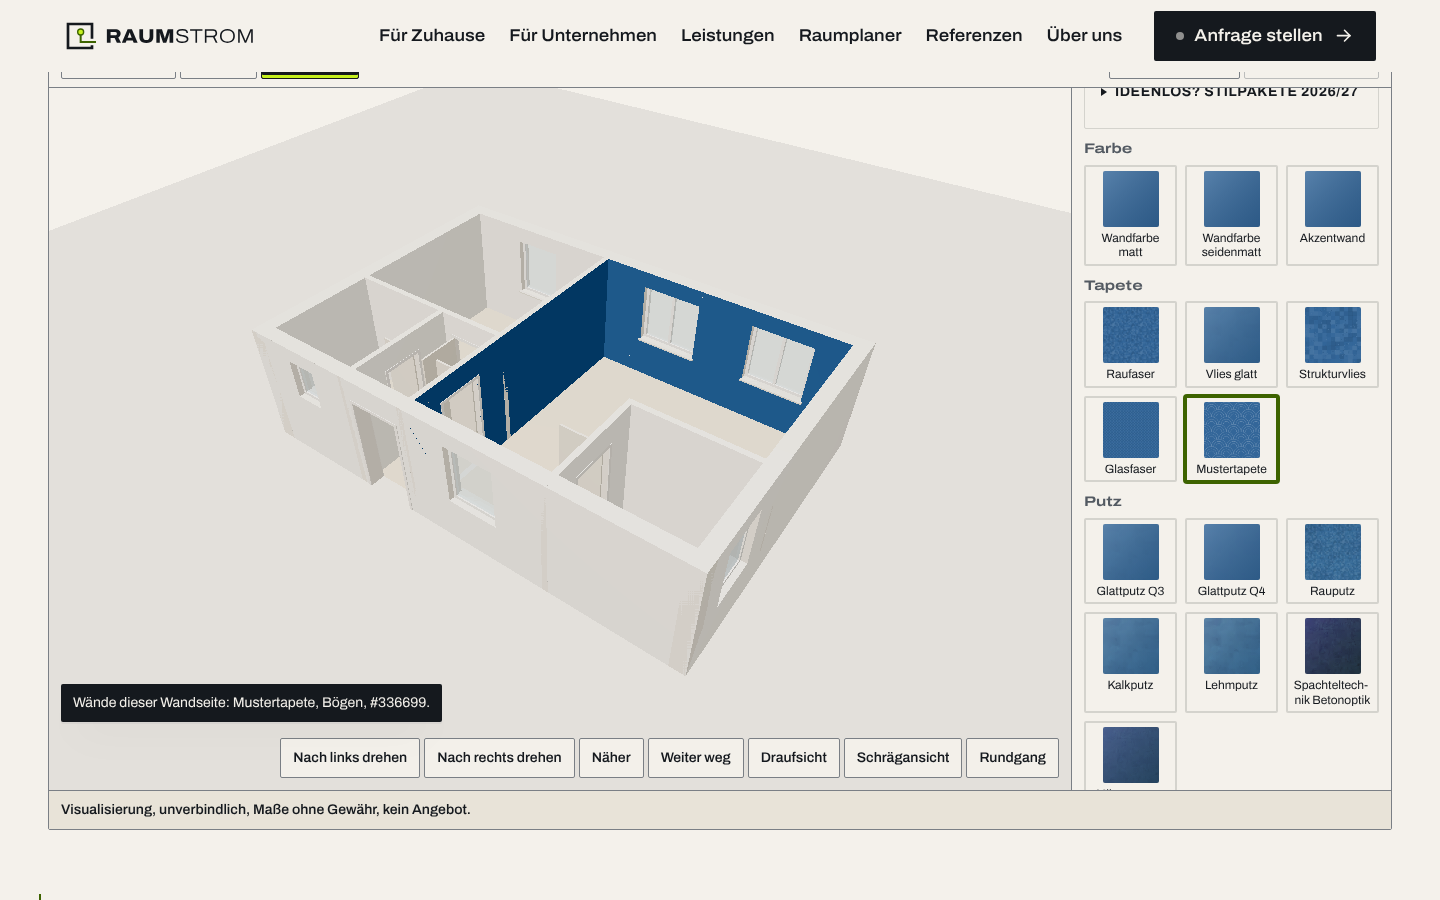 RAUMSTROM
Für Zuhause
Für Unternehmen
Leistungen
Raumplaner
Referenzen
Über uns
Anfrage stellen
IDEENLOS? STILPAKETE 2026/27
Farbe
Wandfarbe
matt
Wandfarbe
seidenmatt
Akzentwand
Tapete
Raufaser
Vlies glatt
Strukturvlies
Glasfaser
Mustertapete
Putz
Glattputz Q3
Glattputz Q4
Rauputz
Kalkputz
Lehmputz
Spachteltech-
nik Betonoptik
Wände dieser Wandseite: Mustertapete, Bögen, #336699.
Nach links drehen
Nach rechts drehen
Näher
Weiter weg
Draufsicht
Schrägansicht
Rundgang
Visualisierung, unverbindlich, Maße ohne Gewähr, kein Angebot.